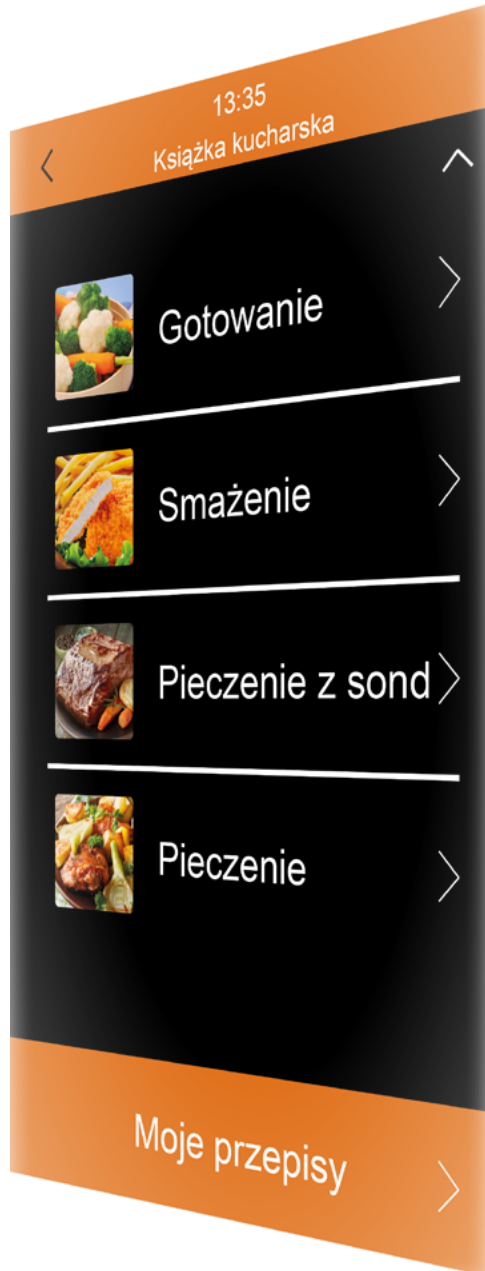 13:35
Książka kucharska
Gotowanie
Smażenie
Pieczenie z sond
Pieczenie
Moje przepisy